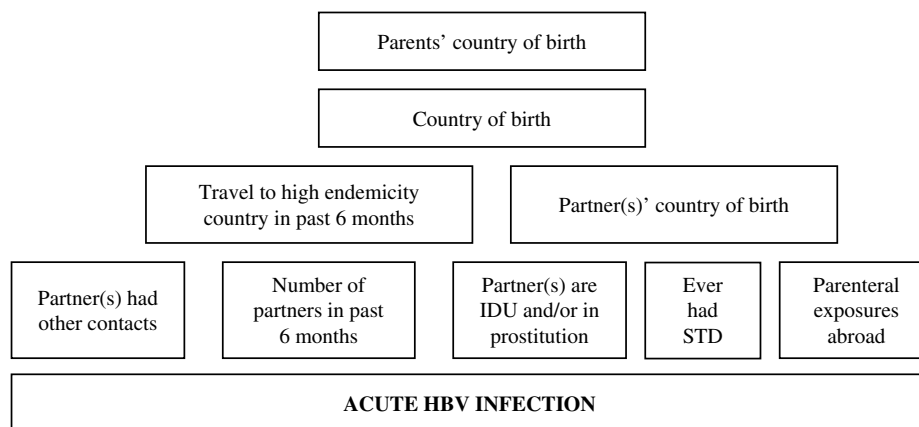 Parents’ country of birth
Country of birth
Travel to high endemicity
country in past 6 months
Partner(s)’ country of birth
Partner(s) had
other contacts
Number of
partners in past
6 months
Partner(s) are
IDU and/or in
prostitution
Ever
had
STD
Parenteral
exposures
abroad
ACUTE HBV INFECTION